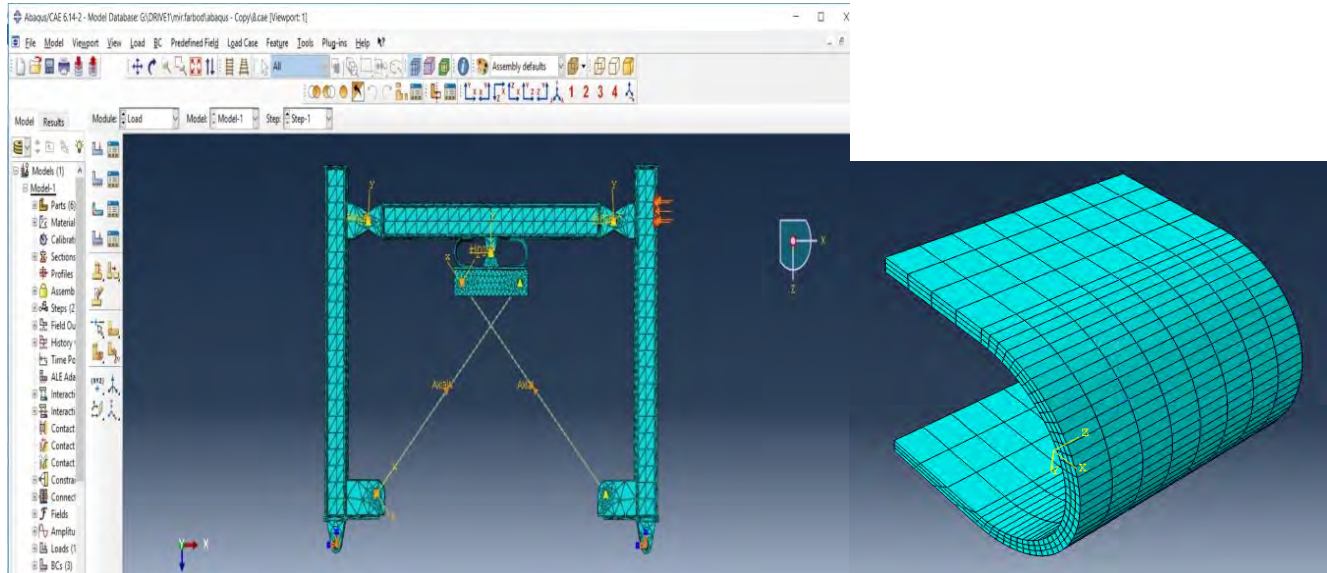 Abaqus/CAE 6.14-2 - Model Database: G:\DRIVE1\mir.farbod\abaqus - Copy\8.cae [Viewport: 1]
File Model Viewport View Load BC Predefined Field Load Case Feature Tools Plug-ins Help
All Assembly defaults
1 2 3 4
Model Results Module: Load Model: Model-1 Step: Step-1
Models (1)
Model-1
Parts (6)
Material
Calibrat
Sections
Profiles
Assemb
Steps (2
Field Ou
History
Time Po
ALE Ada
Interacti
Interacti
Contact
Contact
Contact
Constrai
Connect
Fields
Amplitu
Loads (1
BCs (3)
y
y
x
Axial
Axial
X
Z
Y X
Z
X